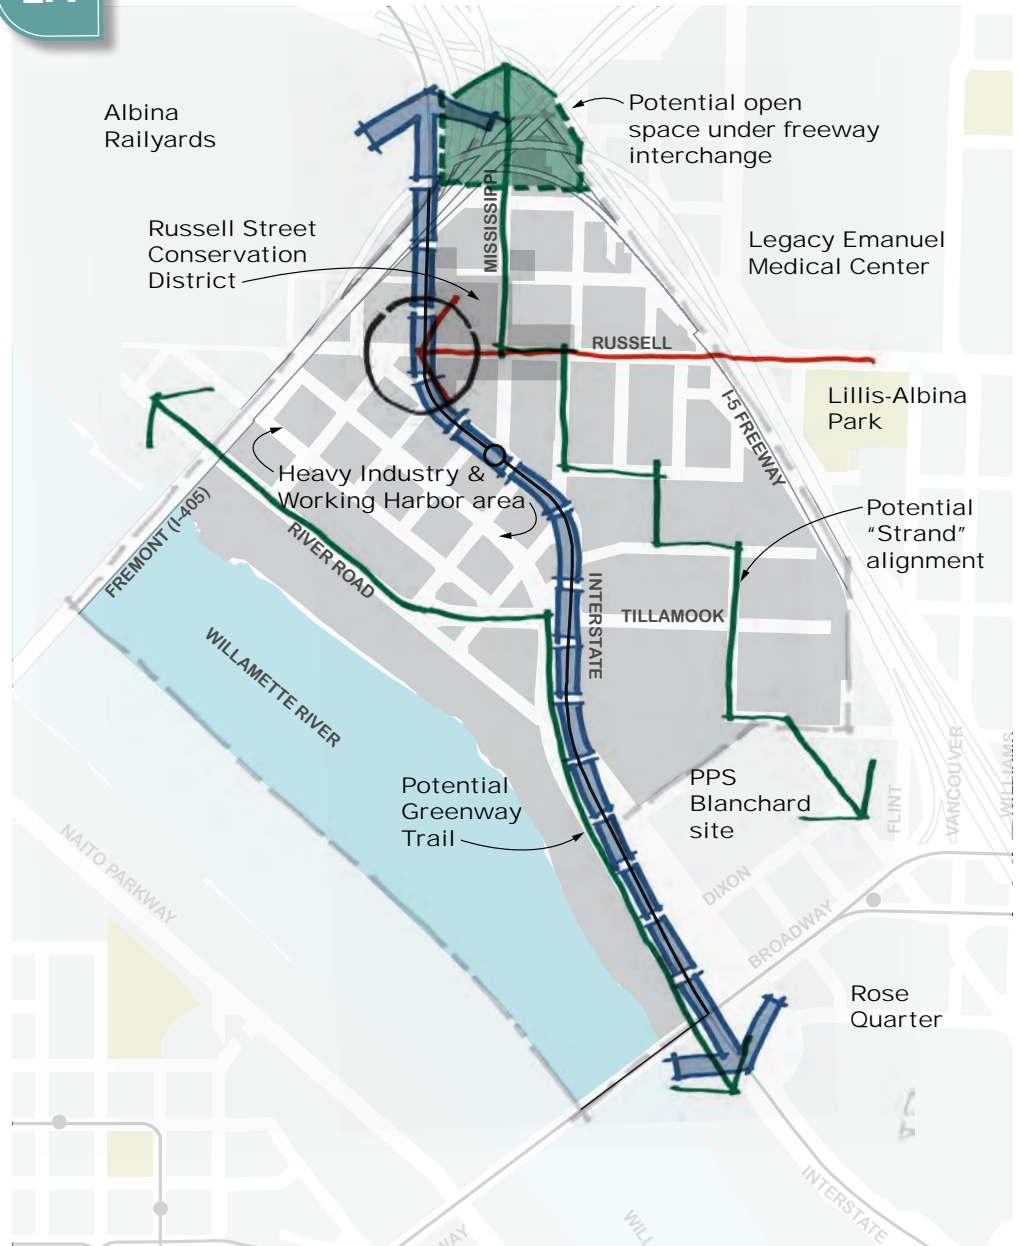 Albina
Railyards
Potential open
space under freeway
interchange
MISSISSIPPI
Russell Street
Conservation
District
Legacy Emanuel
Medical Center
RUSSELL
Lillis-Albina
Park
I-5 FREEWAY
Heavy Industry &
Working Harbor area
FREMONT (I-405)
RIVER ROAD
Potential
“Strand”
alignment
INTERSTATE
TILLAMOOK
WILLAMETTE RIVER
PPS
Blanchard
site
Potential
Greenway
Trail
FLINT
VANCOUVER
WILLIAMS
NAITO PARKWAY
DIXON
BROADWAY
Rose
Quarter
INTERSTATE
WILL
WAY